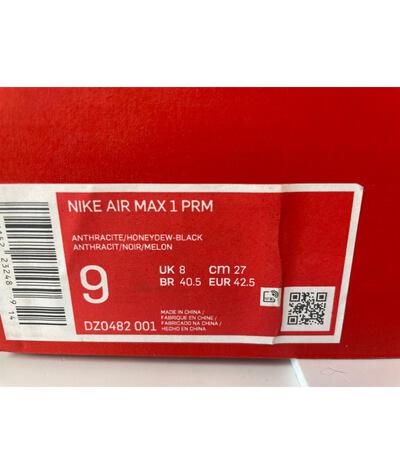 NIKE AIR MAX 1 PRM
ANTHRACITE/HONEYDEW-BLACK
ANTHRACIT/NOIR/MELON
9
UK 8 cm 27
BR 40.5 EUR 42.5
DZ0482 001
MADE IN CHINA /
FABRIQUE EN CHINE /
FABRICADO NA CHINA /
HECHO EN CHINA